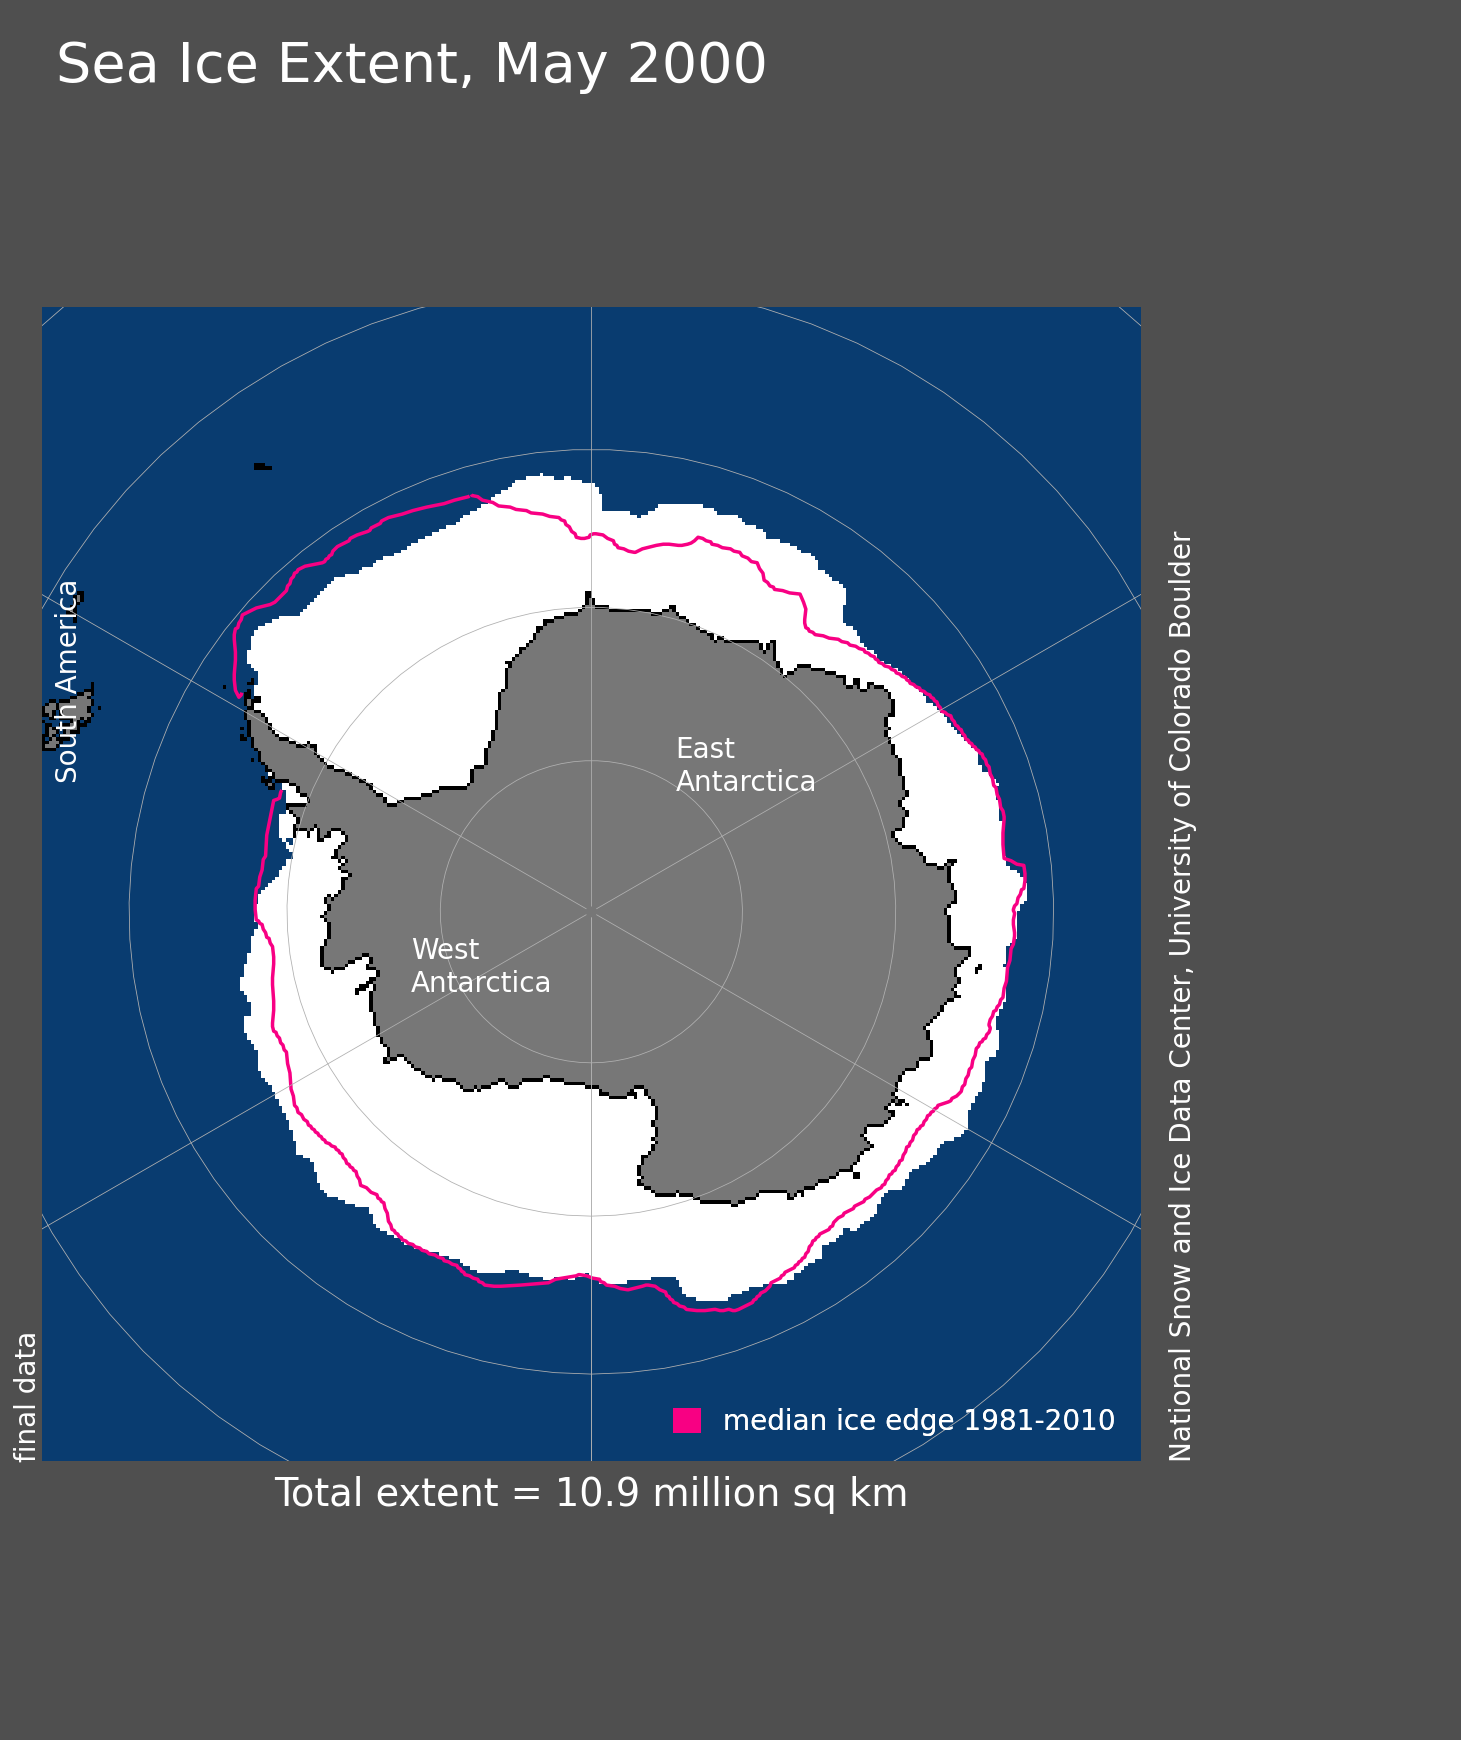 Sea Ice Extent, May 2000
South America
East
Antarctica
West
Antarctica
National Snow and Ice Data Center, University of Colorado Boulder
final data
median ice edge 1981-2010
Total extent = 10.9 million sq km